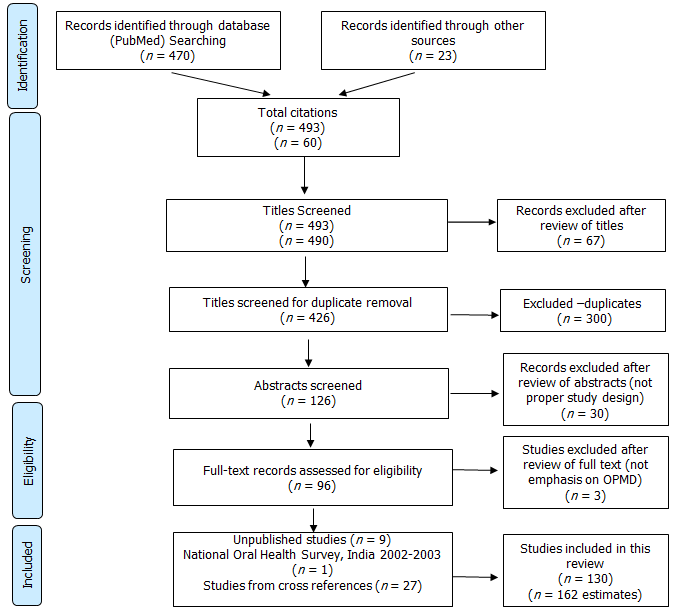 Identification
Records identified through database
(PubMed) Searching
(n = 470)
Records identified through other
sources
(n = 23)
Total citations
(n = 493)
(n = 60)
Screening
Titles Screened
(n = 493)
(n = 490)
Records excluded after
review of titles
(n = 67)
Titles screened for duplicate removal
(n = 426)
Excluded –duplicates
(n = 300)
Abstracts screened
(n = 126)
Records excluded after
review of abstracts (not
proper study design)
(n = 30)
Eligibility
Full-text records assessed for eligibility
(n = 96)
Studies excluded after
review of full text (not
emphasis on OPMD)
(n = 3)
Included
Unpublished studies (n = 9)
National Oral Health Survey, India 2002-2003
(n = 1)
Studies from cross references (n = 27)
Studies included in this
review
(n = 130)
(n = 162 estimates)